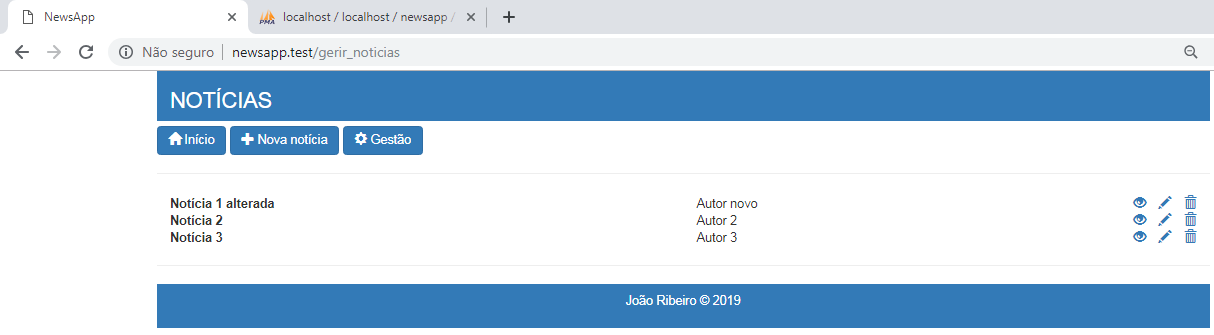 NewsApp
PMA localhost / localhost / newsapp /
Não seguro | newsapp.test/gerir_noticias
NOTÍCIAS
Início Nova notícia Gestão
Notícia 1 alterada Autor novo
Notícia 2 Autor 2
Notícia 3 Autor 3
João Ribeiro © 2019